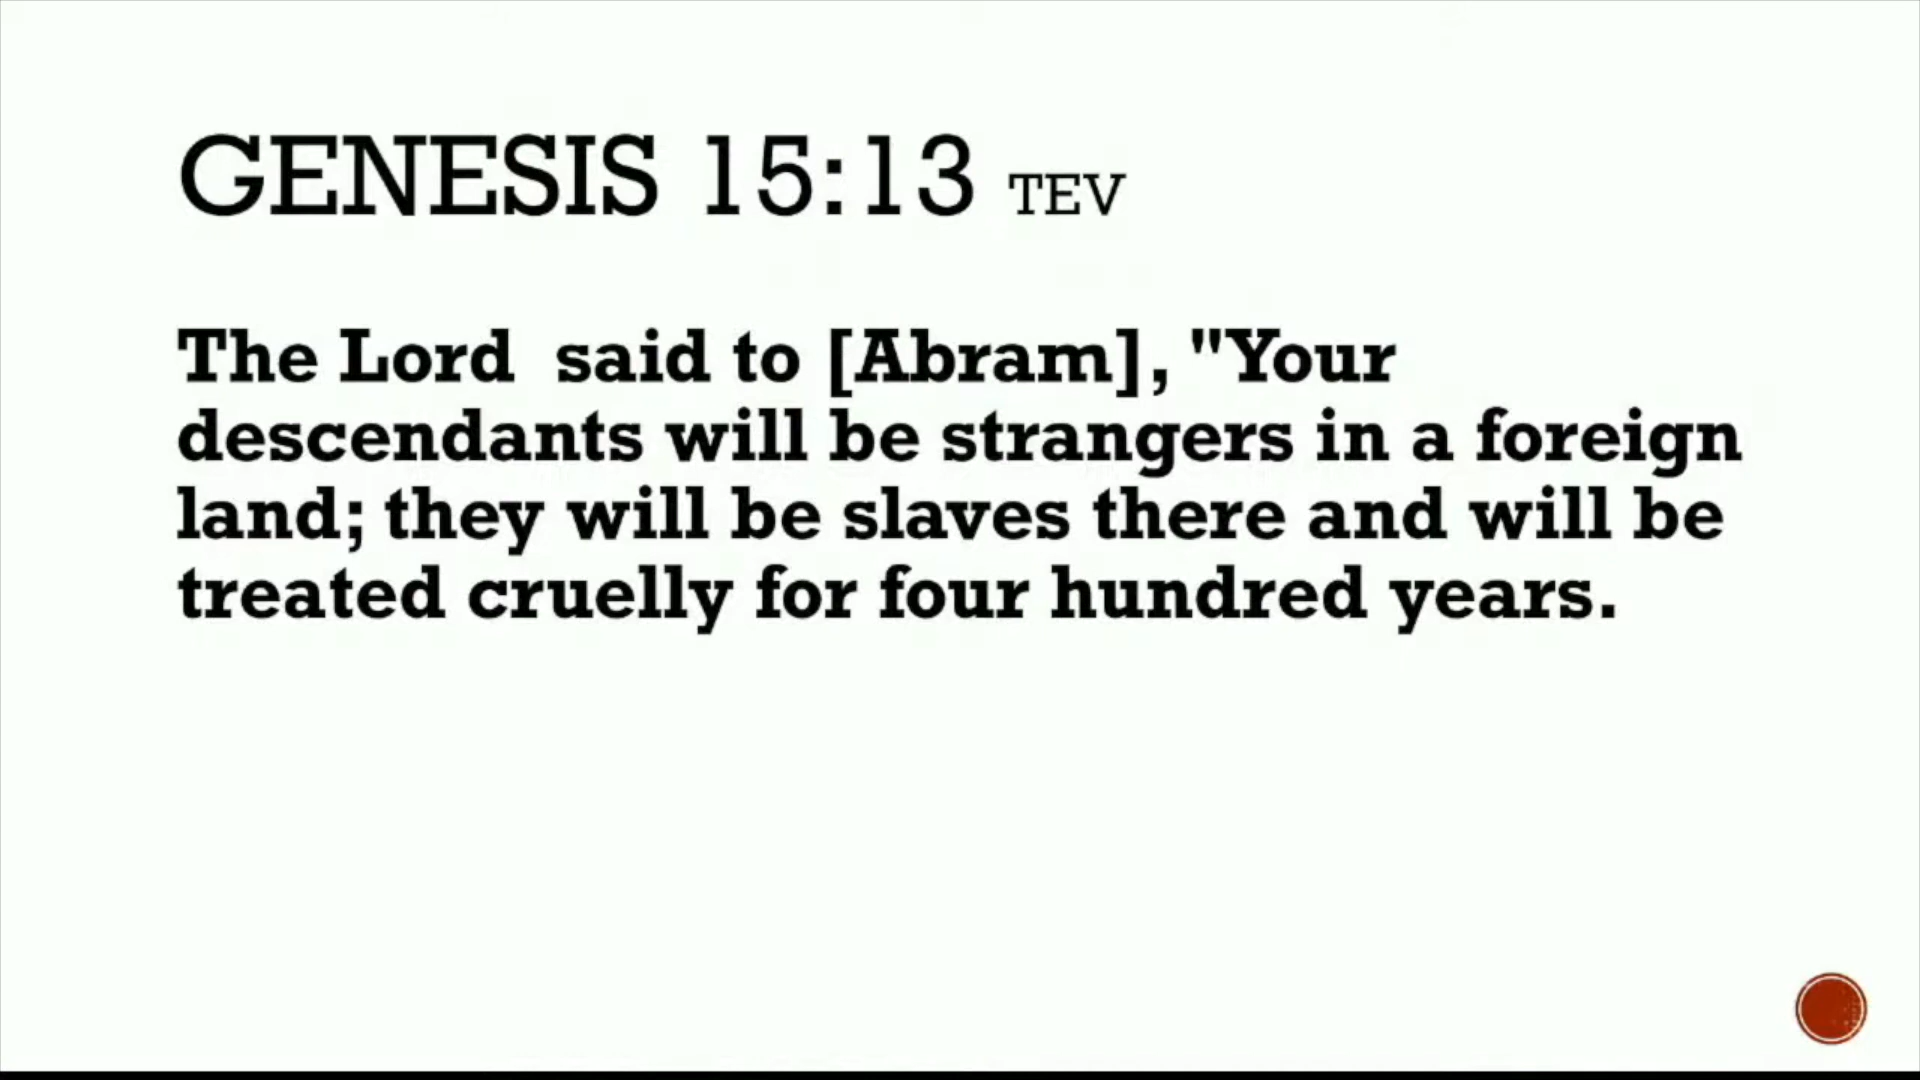 GENESIS 15:13 TEV
The Lord  said to [Abram], "Your
descendants will be strangers in a foreign
land; they will be slaves there and will be
treated cruelly for four hundred years.